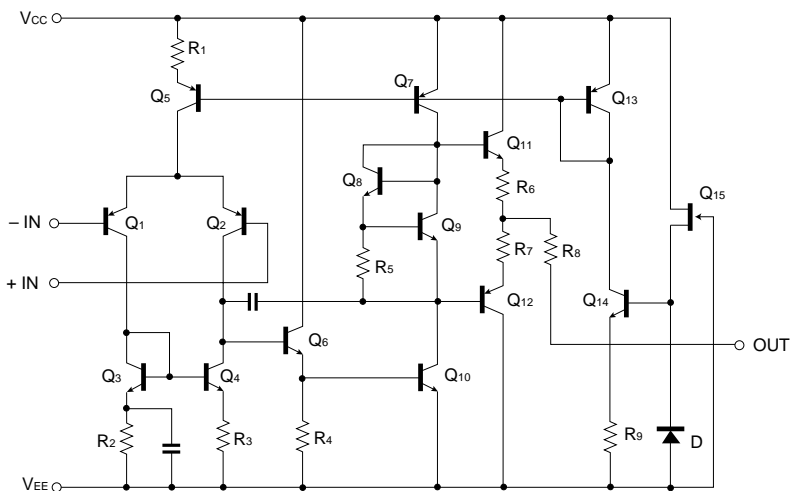 VCC
R1
Q5
Q7
Q13
Q11
Q8
R6
Q15
– IN
Q1
Q2
Q9
R7
R8
R5
+ IN
Q12
Q14
Q6
OUT
Q3
Q4
Q10
R2
R3
R4
R9
D
VEE